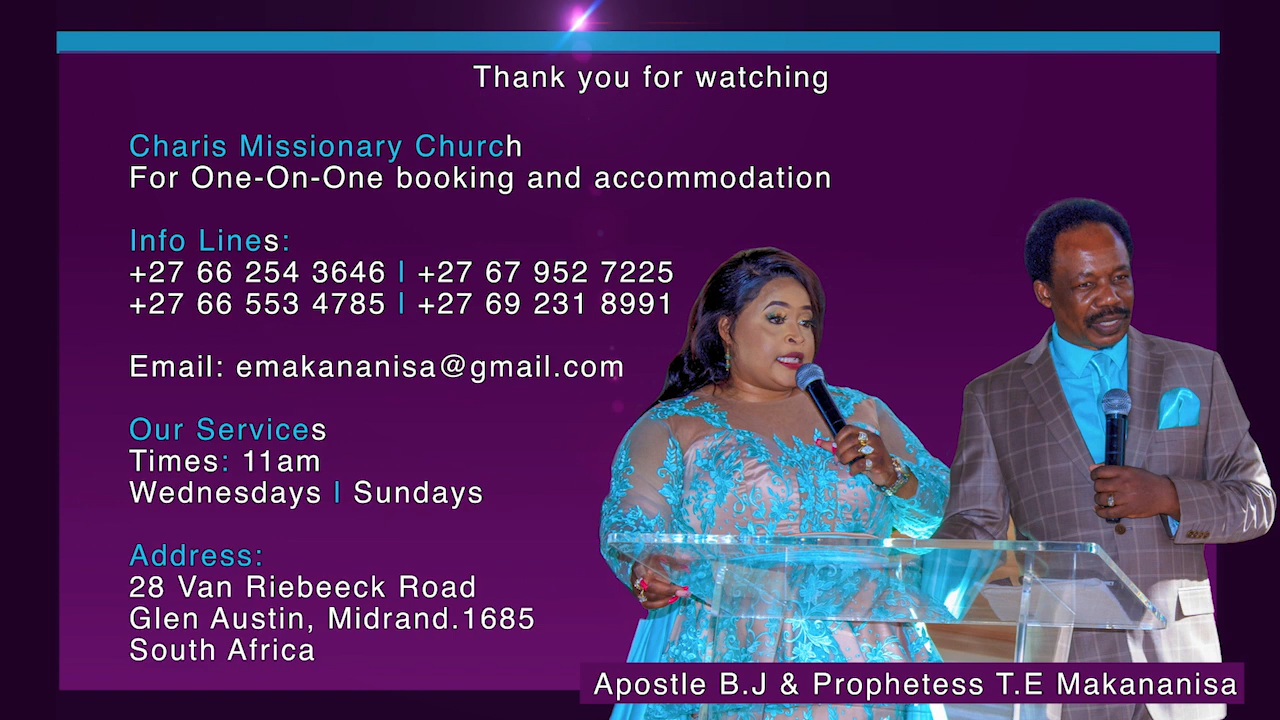 Thank you for watching
Charis Missionary Church
For One-On-One booking and accommodation
Info Lines:
+27 66 254 3646 | +27 67 952 7225
+27 66 553 4785 | +27 69 231 8991
Email: emakananisa@gmail.com
Our Services
Times: 11am
Wednesdays | Sundays
Address:
28 Van Riebeeck Road
Glen Austin, Midrand.1685
South Africa
Apostle B.J & Prophetess T.E Makananisa